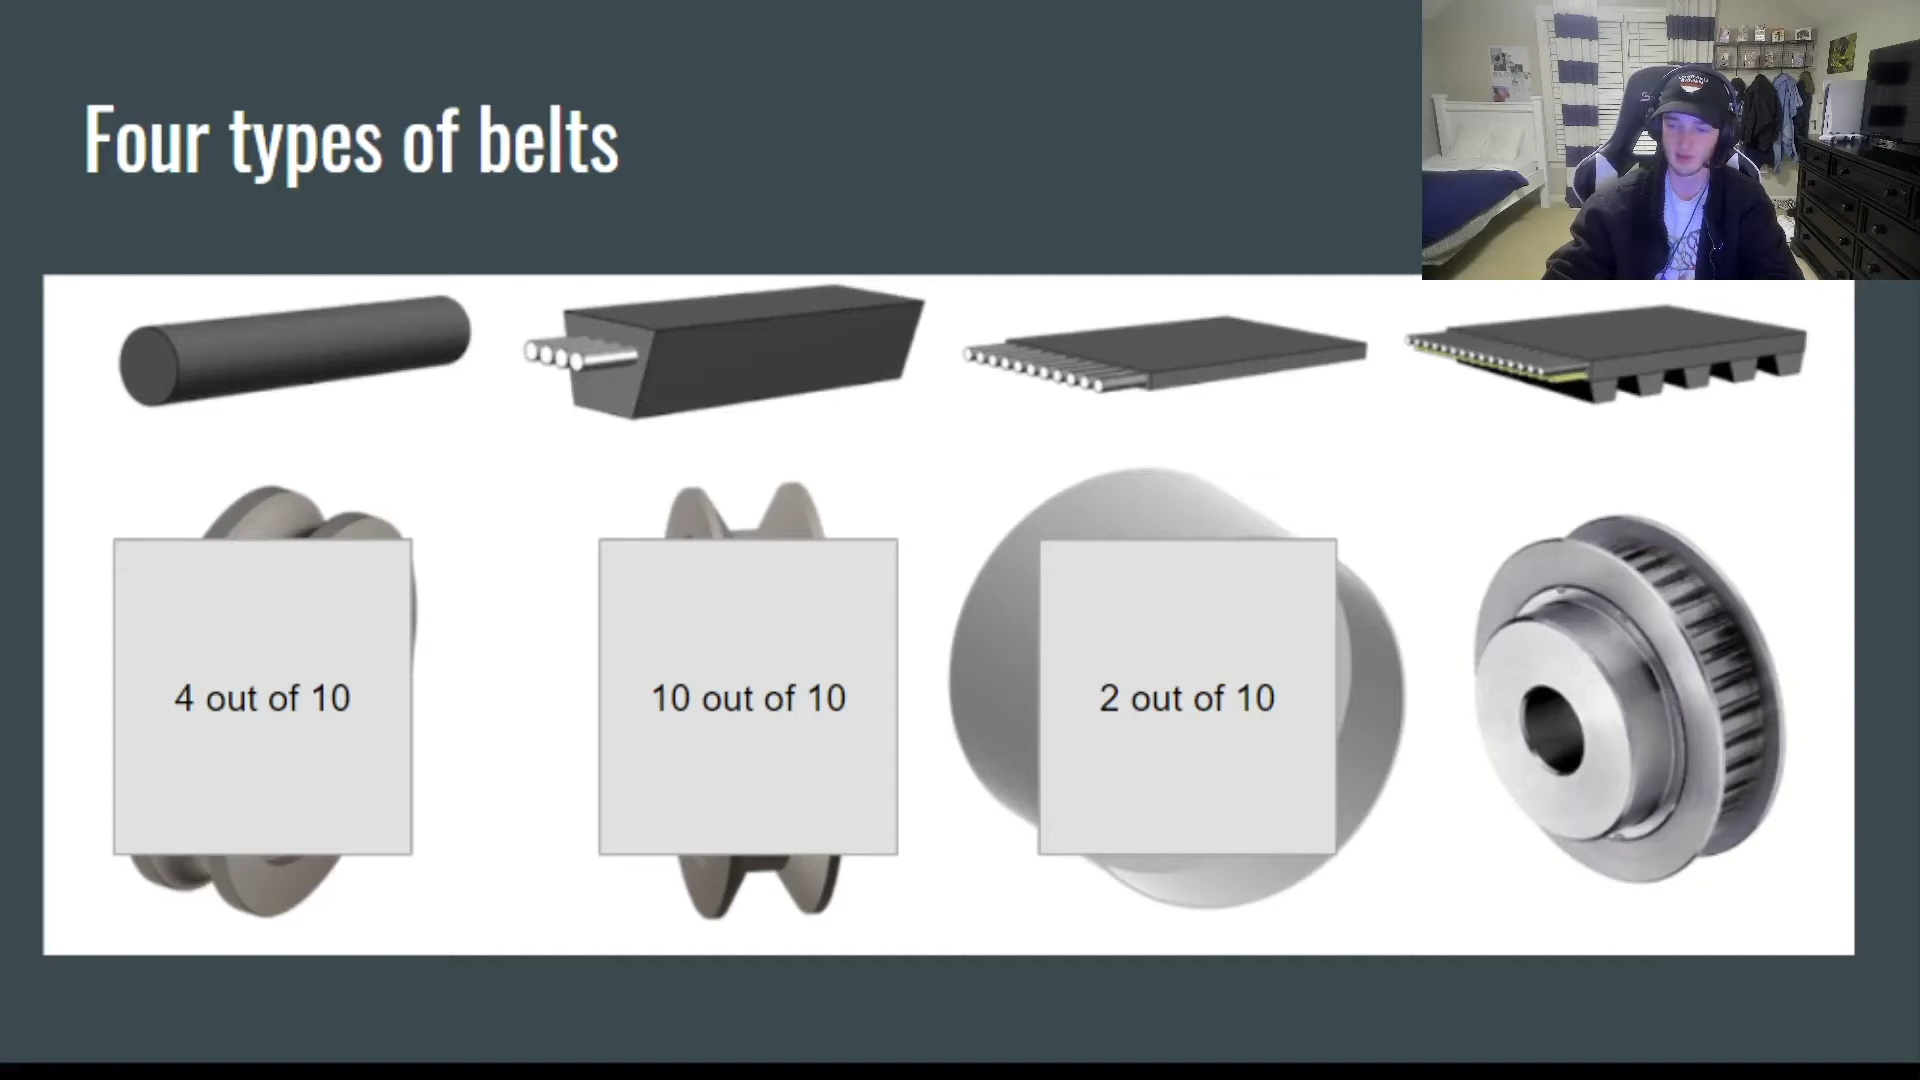 Four types of belts
4 out of 10
10 out of 10
2 out of 10